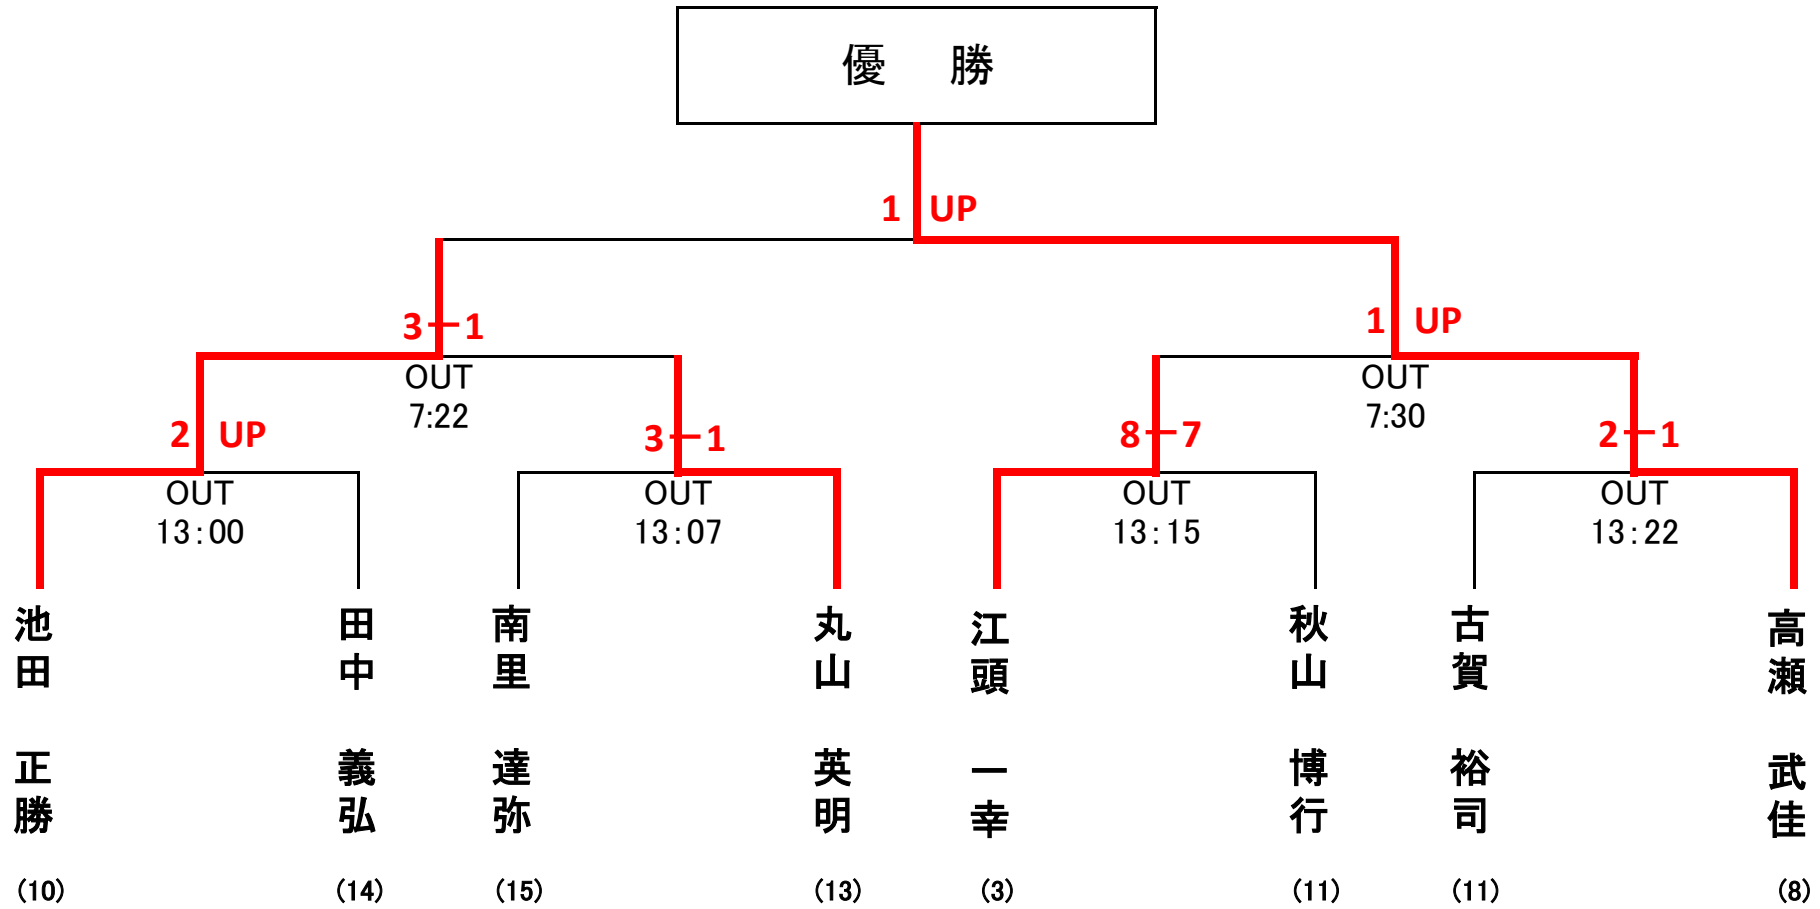 優　勝
1 UP
3－1
1 UP
OUT
7:22
OUT
7:30
2 UP
3－1
8－7
2－1
OUT
13:00
OUT
13:07
OUT
13:15
OUT
13:22
池田　正勝
田中　義弘
南里　達弥
丸山　英明
江頭　一幸
秋山　博行
古賀　裕司
高瀬　武佳
(10)
(14)
(15)
(13)
(3)
(11)
(11)
(8)